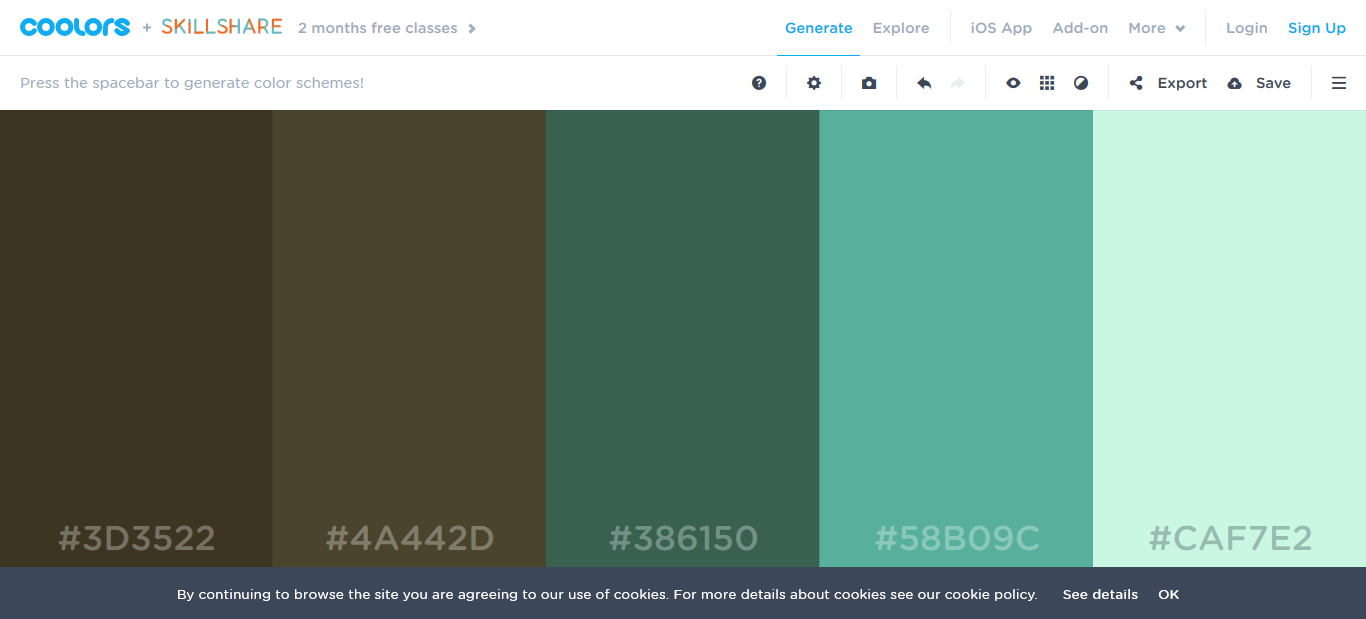 coolors + SKILLSHARE 2 months free classes Generate Explore iOS App Add-on More Login Sign Up
Press the spacebar to generate color schemes! Export Save
#3D3522 #4A442D #386150 #58B09C #CAF7E2
By continuing to browse the site you are agreeing to our use of cookies. For more details about cookies see our cookie policy. See details OK